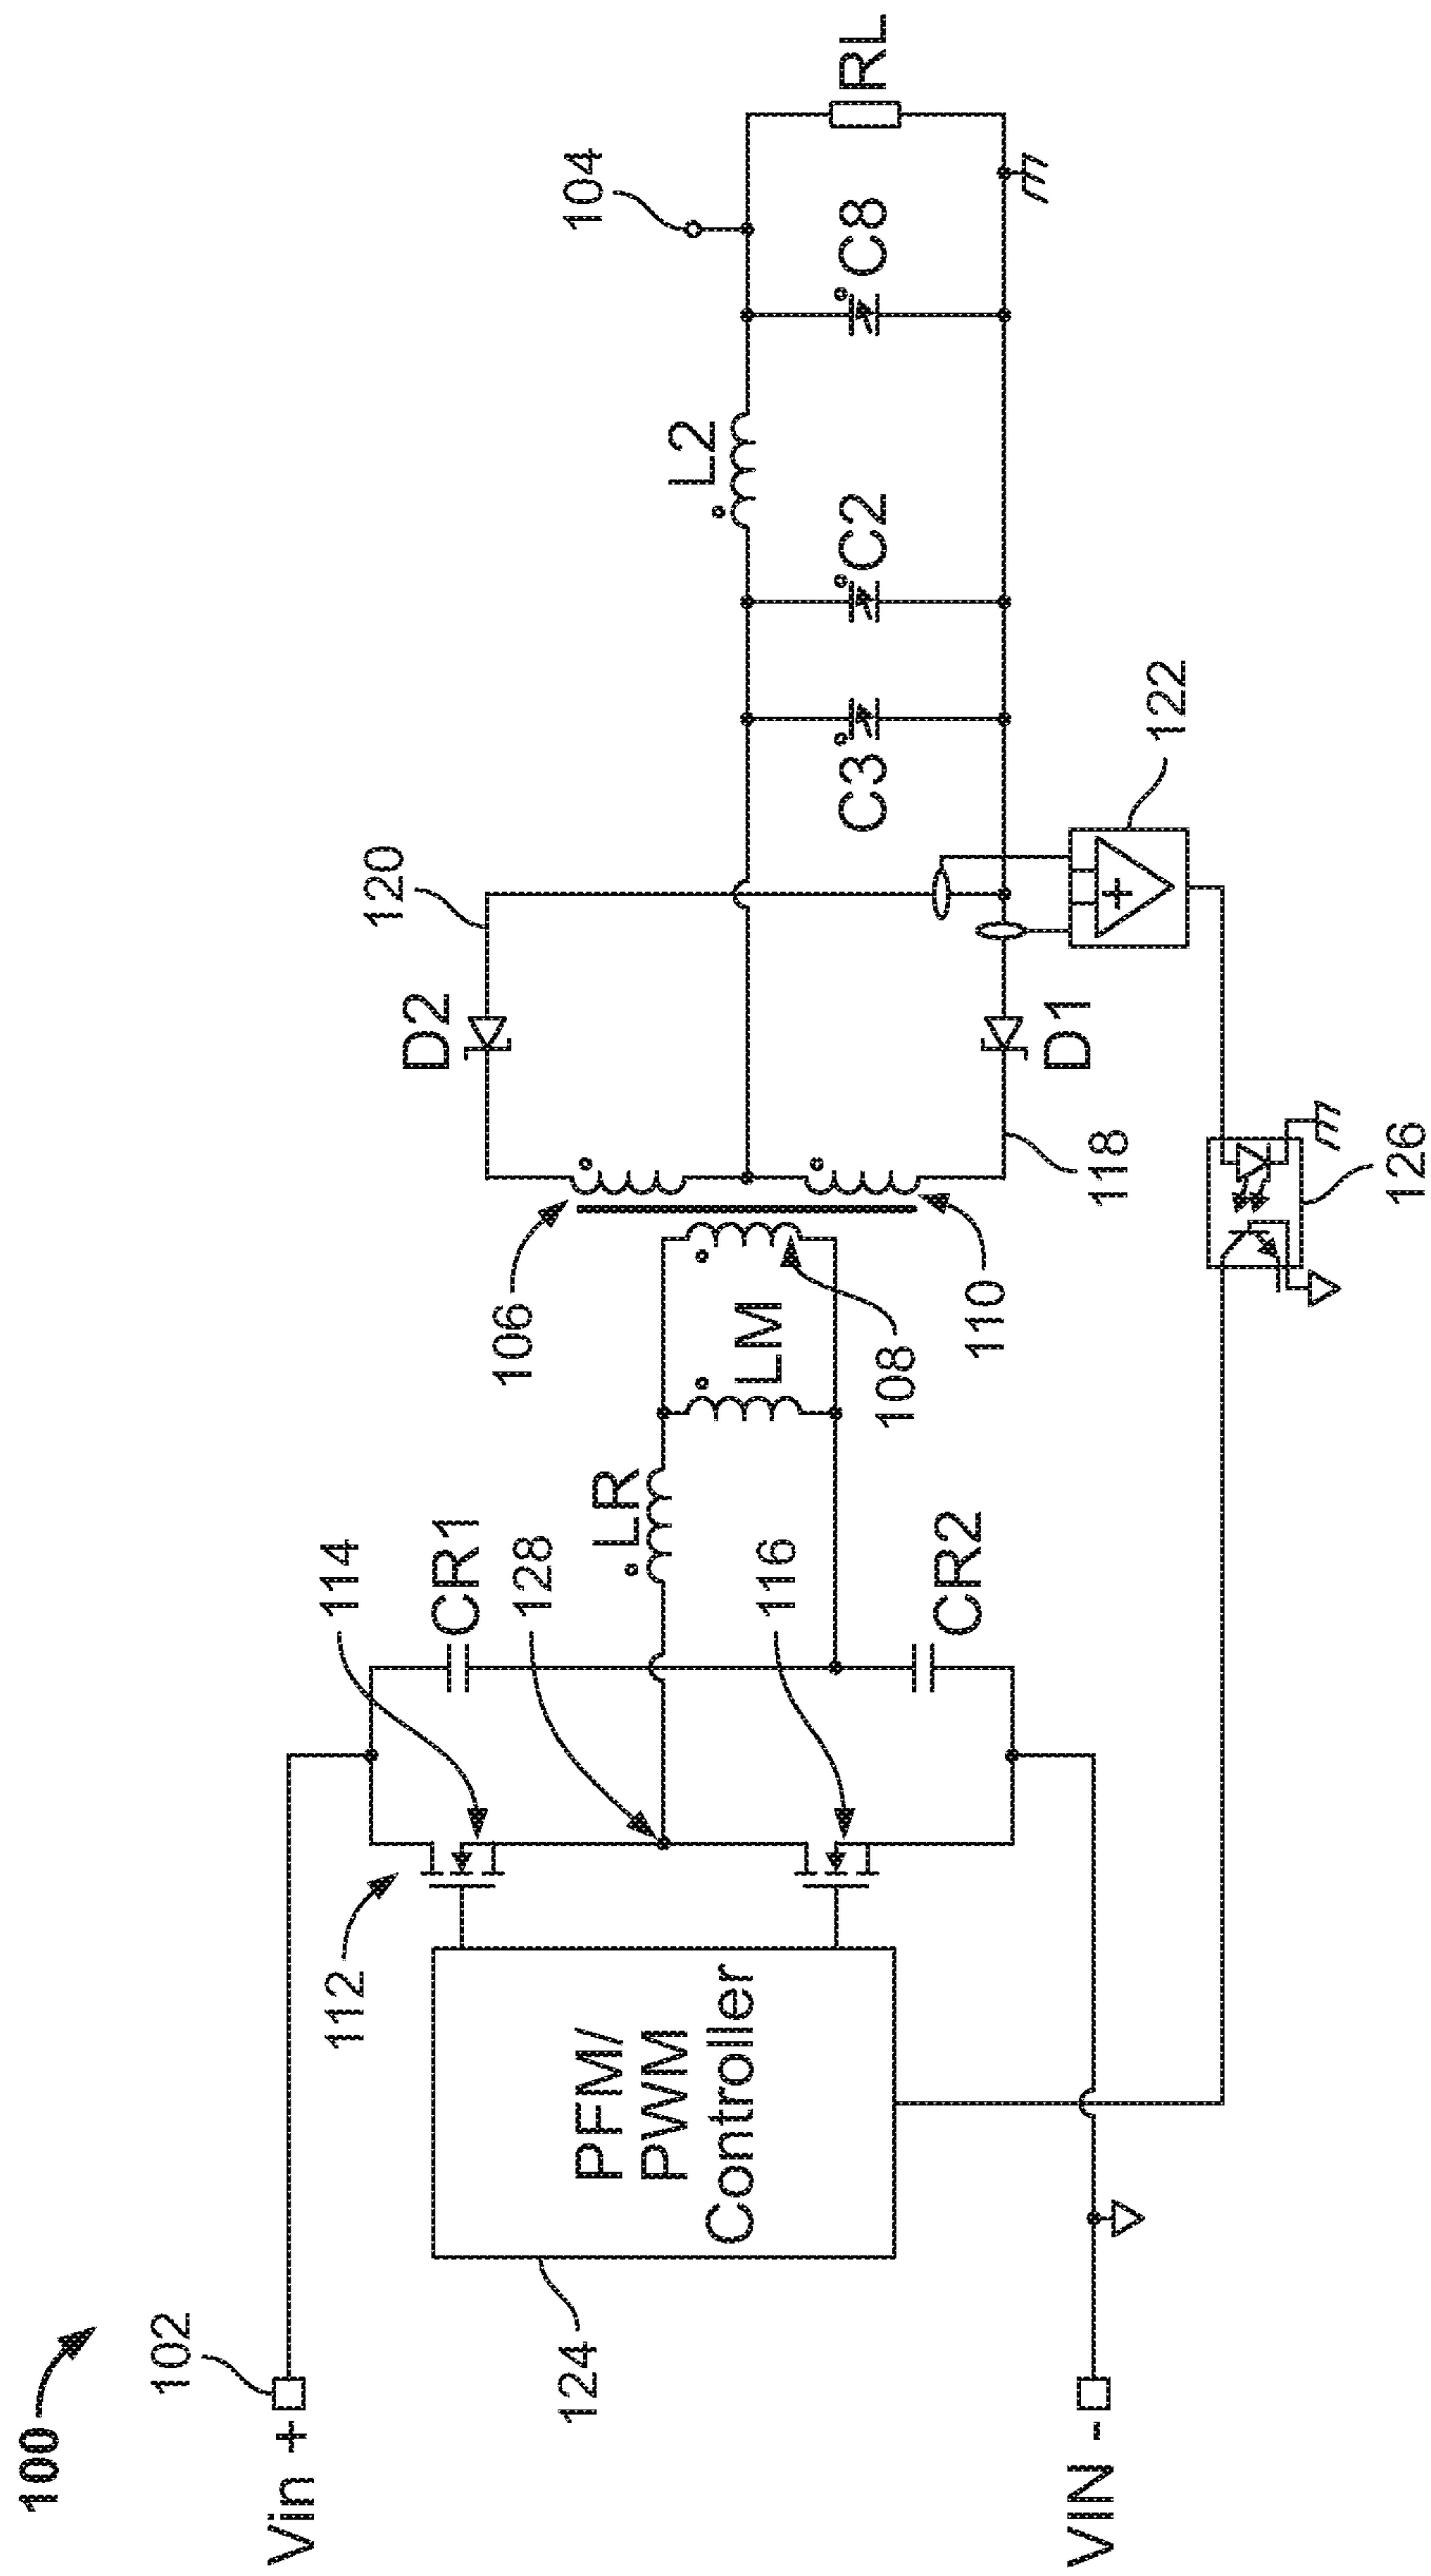 100
Vin +
102
VIN -
124
PFM/
PWM
Controller
112
114
CR1
128
116
CR2
LR
LM
106
108
110
D2
120
D1
118
122
126
C3
C2
L2
C8
104
RL
+